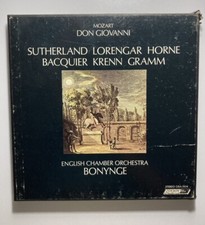 MOZART
DON GIOVANNI
SUTHERLAND LORENGAR HORNE
BACQUIER KRENN GRAMM
ENGLISH CHAMBER ORCHESTRA
BONYNGE